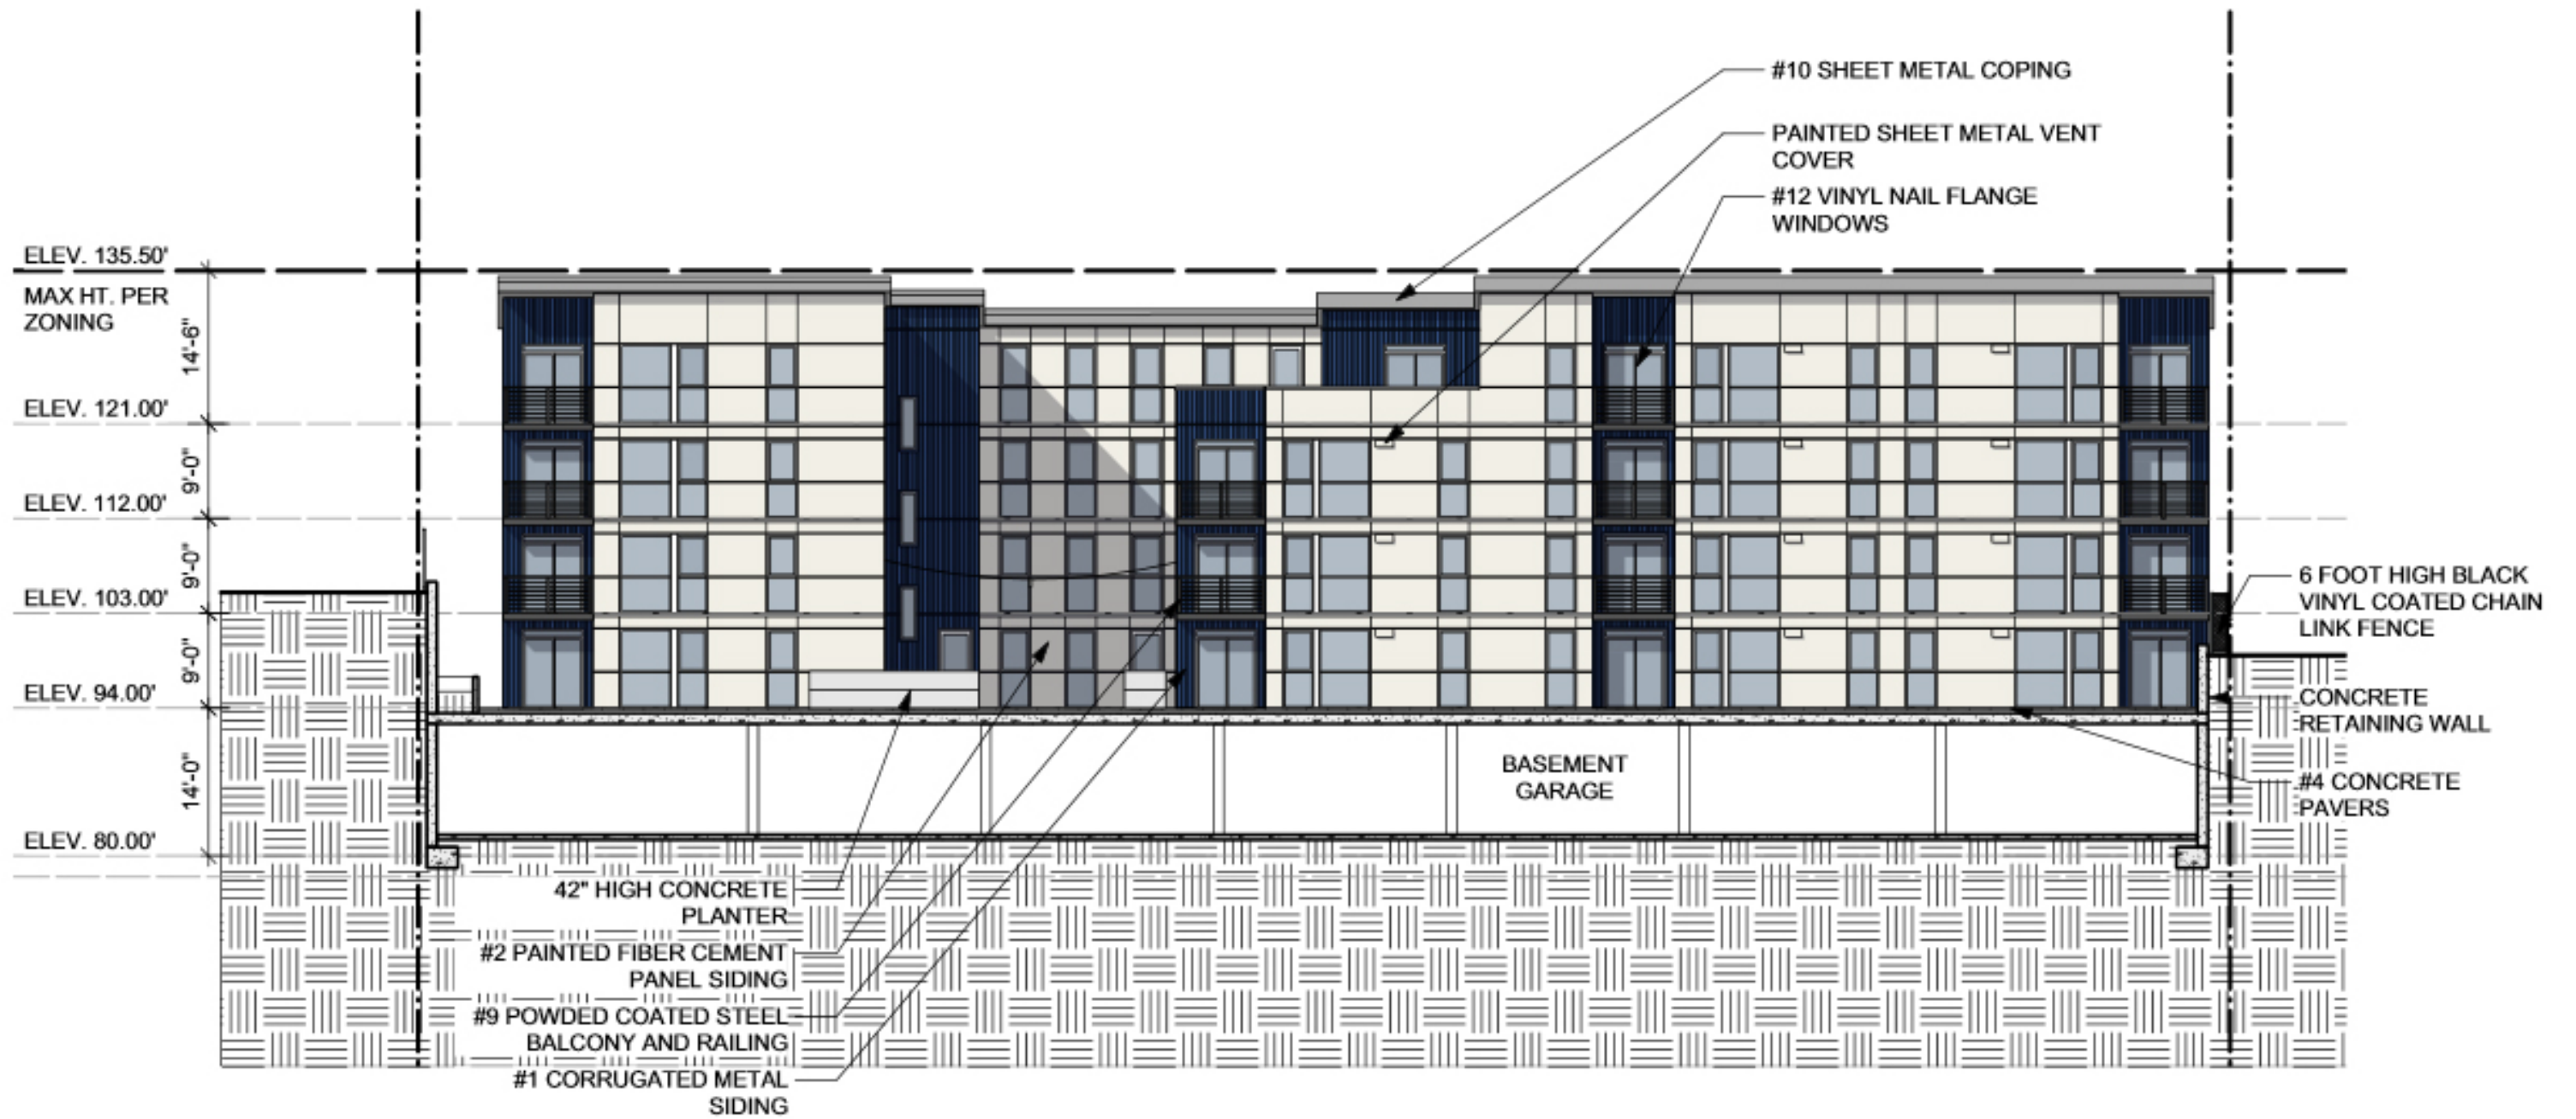 #10 SHEET METAL COPING
PAINTED SHEET METAL VENT
COVER
#12 VINYL NAIL FLANGE
WINDOWS
ELEV. 135.50'
MAX HT. PER
ZONING
14'-6"
ELEV. 121.00'
9'-0"
ELEV. 112.00'
9'-0"
ELEV. 103.00'
9'-0"
ELEV. 94.00'
14'-0"
ELEV. 80.00'
6 FOOT HIGH BLACK
VINYL COATED CHAIN
LINK FENCE
CONCRETE
RETAINING WALL
#4 CONCRETE
PAVERS
BASEMENT
GARAGE
42" HIGH CONCRETE
PLANTER
#2 PAINTED FIBER CEMENT
PANEL SIDING
#9 POWDED COATED STEEL
BALCONY AND RAILING
#1 CORRUGATED METAL
SIDING